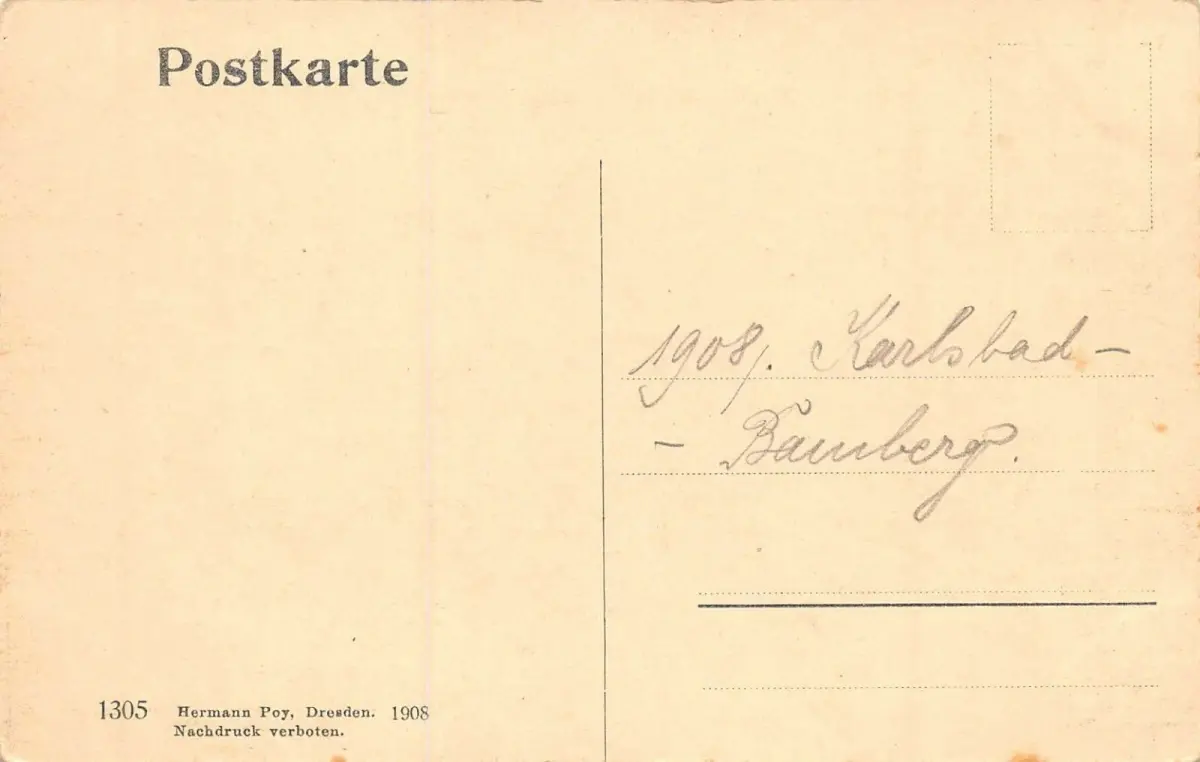 Postkarte
1908/. Karlsbad –
– Bamberg.
1305 Hermann Poy, Dresden. 1908
Nachdruck verboten.